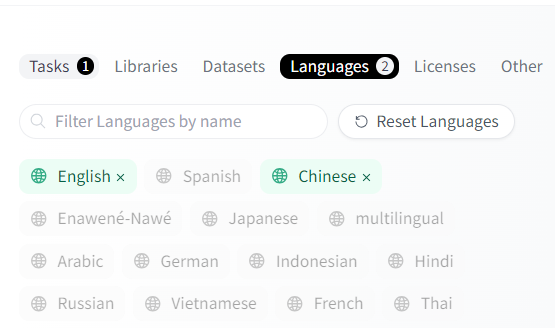 Tasks 1 Libraries Datasets Languages 2 Licenses Other
Filter Languages by name Reset Languages
English × Spanish Chinese ×
Enawené-Nawé Japanese multilingual
Arabic German Indonesian Hindi
Russian Vietnamese French Thai